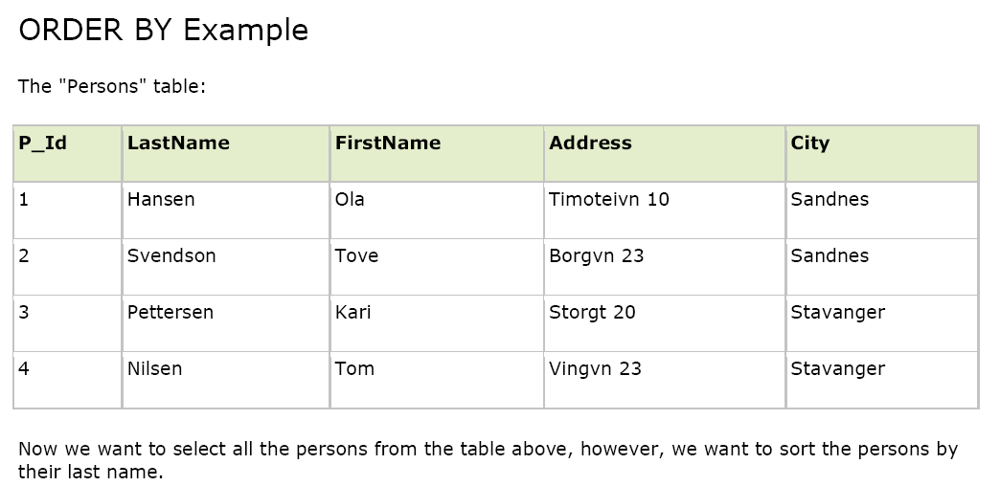 ORDER BY Example
The "Persons" table:
P_Id LastName FirstName Address City
1 Hansen Ola Timoteivn 10 Sandnes
2 Svendson Tove Borgvn 23 Sandnes
3 Pettersen Kari Storgt 20 Stavanger
4 Nilsen Tom Vingvn 23 Stavanger
Now we want to select all the persons from the table above, however, we want to sort the persons by
their last name.